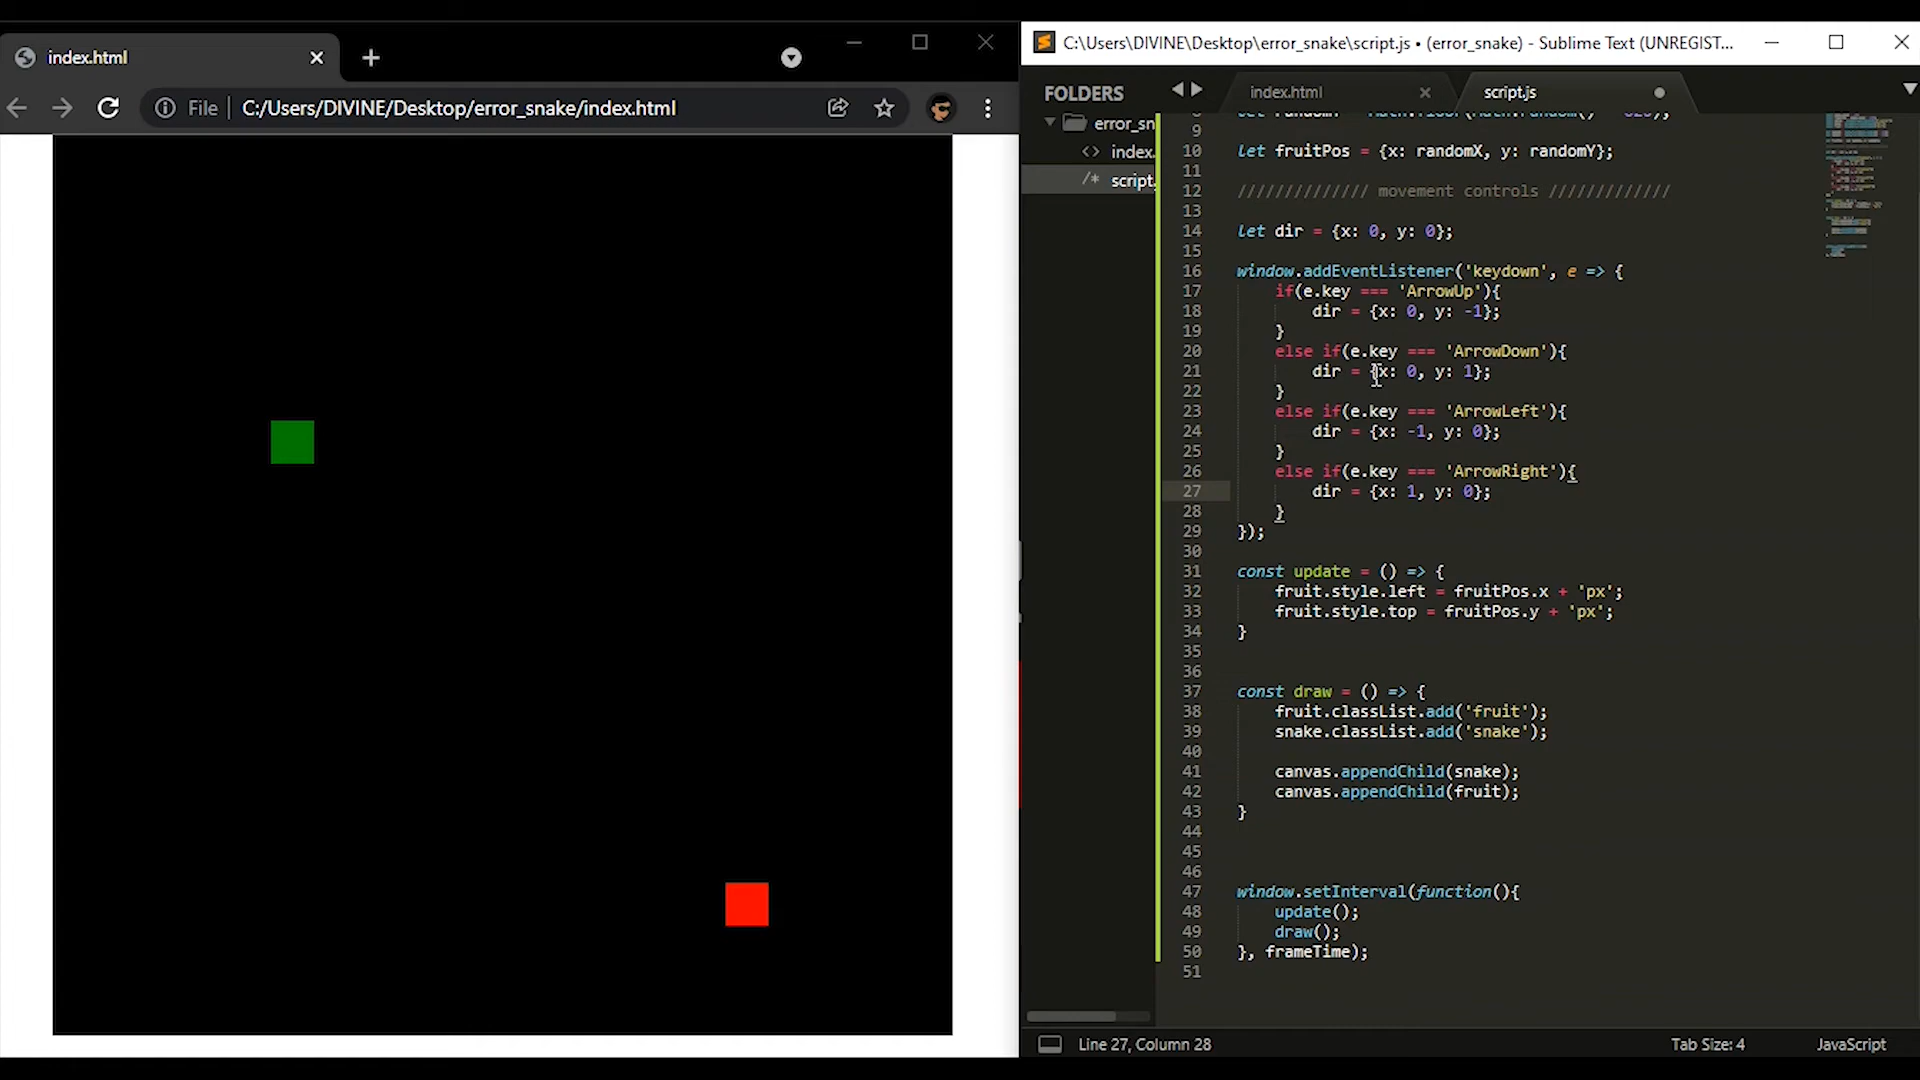 index.html
File C:/Users/DIVINE/Desktop/error_snake/index.html
C:\Users\DIVINE\Desktop\error_snake\script.js • (error_snake) - Sublime Text (UNREGIST...
FOLDERS
error_sn
index.
script.
index.html
script.js
9
10 let fruitPos = {x: randomX, y: randomY};
11
12 ////////////// movement controls /////////////
13
14 let dir = {x: 0, y: 0};
15
16 window.addEventListener('keydown', e => {
17 if(e.key === 'ArrowUp'){
18 dir = {x: 0, y: -1};
19 }
20 else if(e.key === 'ArrowDown'){
21 dir = {x: 0, y: 1};
22 }
23 else if(e.key === 'ArrowLeft'){
24 dir = {x: -1, y: 0};
25 }
26 else if(e.key === 'ArrowRight'){
27 dir = {x: 1, y: 0};
28 }
29 });
30
31 const update = () => {
32 fruit.style.left = fruitPos.x + 'px';
33 fruit.style.top = fruitPos.y + 'px';
34 }
35
36
37 const draw = () => {
38 fruit.classList.add('fruit');
39 snake.classList.add('snake');
40
41 canvas.appendChild(snake);
42 canvas.appendChild(fruit);
43 }
44
45
46
47 window.setInterval(function(){
48 update();
49 draw();
50 }, frameTime);
51
Line 27, Column 28
Tab Size: 4
JavaScript